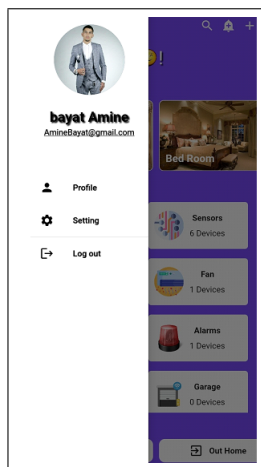 !
bayat Amine
AmineBayat@gmail.com
Bed Room
Profile
Setting
Log out
Sensors
6 Devices
Fan
1 Devices
Alarms
1 Devices
Garage
0 Devices
Out Home